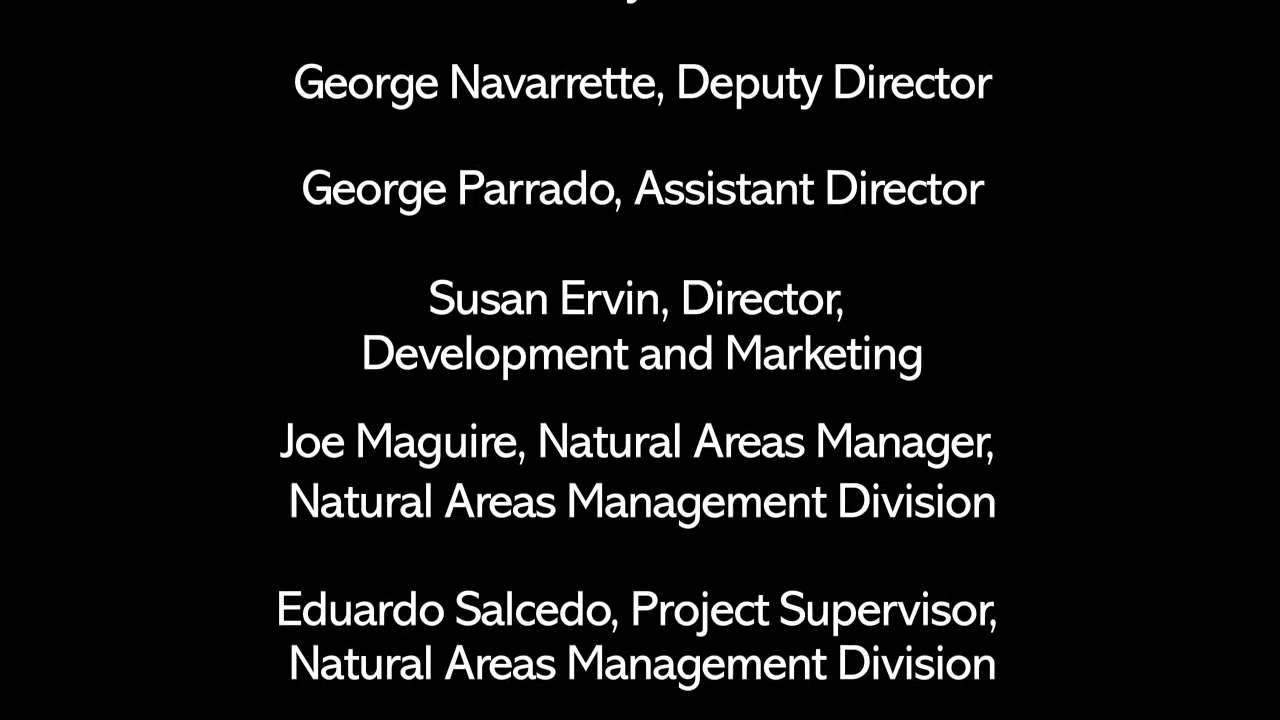 George Navarrette, Deputy Director
George Parrado, Assistant Director
Susan Ervin, Director,
Development and Marketing
Joe Maguire, Natural Areas Manager,
Natural Areas Management Division
Eduardo Salcedo, Project Supervisor,
Natural Areas Management Division